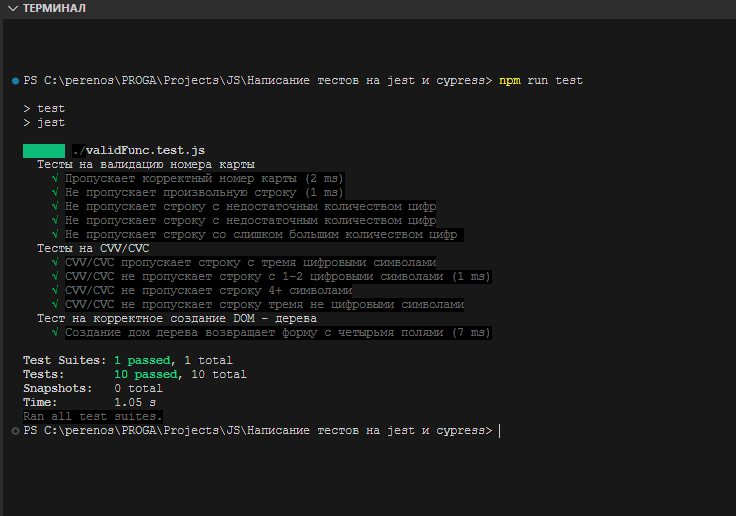 ТЕРМИНАЛ
PS C:\perenos\PROGA\Projects\JS\Написание тестов на jest и cypress> npm run test
> test
> jest
./validFunc.test.js
Тесты на валидацию номера карты
√ Пропускает корректный номер карты (2 ms)
√ Не пропускает произвольную строку (1 ms)
√ Не пропускает строку с недостаточным количеством цифр
√ Не пропускает строку с недостаточным количеством цифр
√ Не пропускает строку со слишком большим количеством цифр
Тесты на CVV/CVC
√ CVV/CVC пропускает строку с тремя цифровыми символами
√ CVV/CVC не пропускает строку с 1-2 цифровыми символами (1 ms)
√ CVV/CVC не пропускает строку 4+ символами
√ CVV/CVC не пропускает строку тремя не цифровыми символами
Тест на корректное создание DOM - дерева
√ Создание дом дерева возвращает форму с четырьмя полями (7 ms)
Test Suites: 1 passed, 1 total
Tests: 10 passed, 10 total
Snapshots: 0 total
Time: 1.05 s
Ran all test suites.
PS C:\perenos\PROGA\Projects\JS\Написание тестов на jest и cypress>